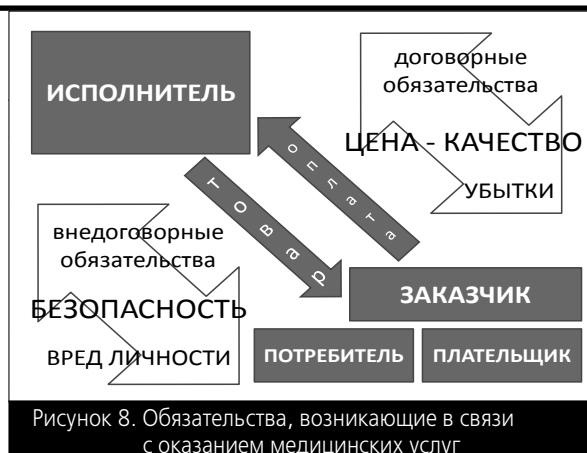 ИСПОЛНИТЕЛЬ
договорные
обязательства
ЦЕНА - КАЧЕСТВО
УБЫТКИ
оплата
товар
внедоговорные
обязательства
БЕЗОПАСНОСТЬ
ВРЕД ЛИЧНОСТИ
ЗАКАЗЧИК
ПОТРЕБИТЕЛЬ
ПЛАТЕЛЬЩИК
Рисунок 8. Обязательства, возникающие в связи
с оказанием медицинских услуг